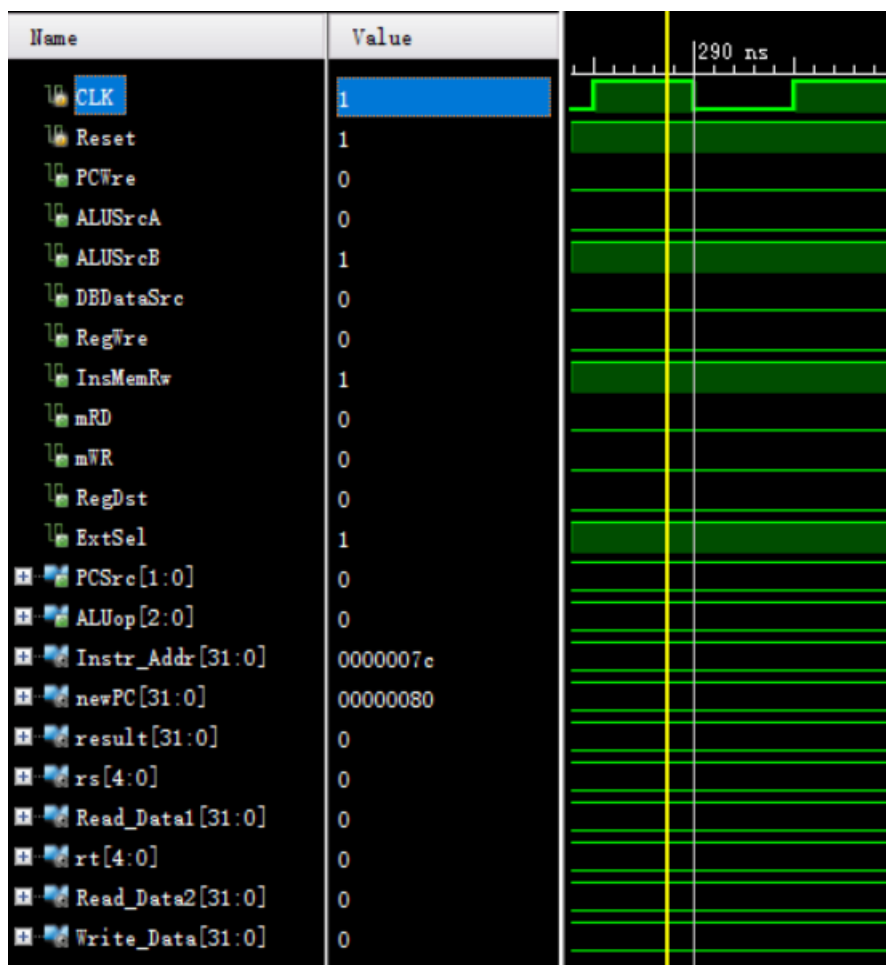 Name Value
290 ns
CLK 1
Reset 1
PCWre 0
ALUSrcA 0
ALUSrcB 1
DBDataSrc 0
RegWre 0
InsMemRw 1
mRD 0
mWR 0
RegDst 0
ExtSel 1
PCSrc[1:0] 0
ALUop[2:0] 0
Instr_Addr[31:0] 0000007c
newPC[31:0] 00000080
result[31:0] 0
rs[4:0] 0
Read_Data1[31:0] 0
rt[4:0] 0
Read_Data2[31:0] 0
Write_Data[31:0] 0